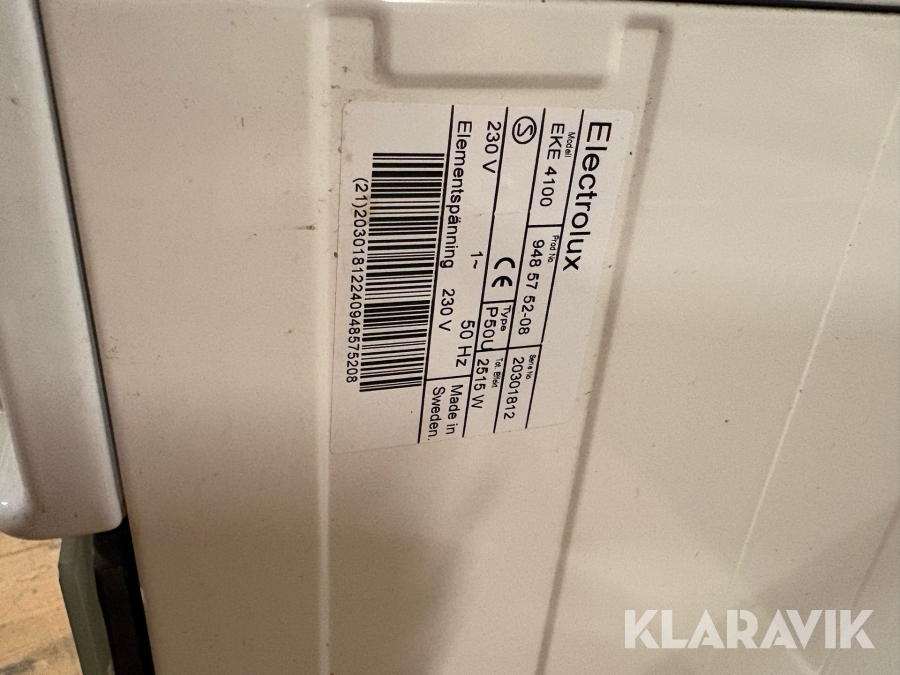 Electrolux
Modell
EKE 4100
Prod No.
948 57 52-08
Serie No.
20301812
S
CE
Type
P50U
Tot. Effekt
2515 W
230 V
1~
50 Hz
Elementspänning 230 V
Made in
Sweden.
(21)20301812240948575208
KLARAVIK